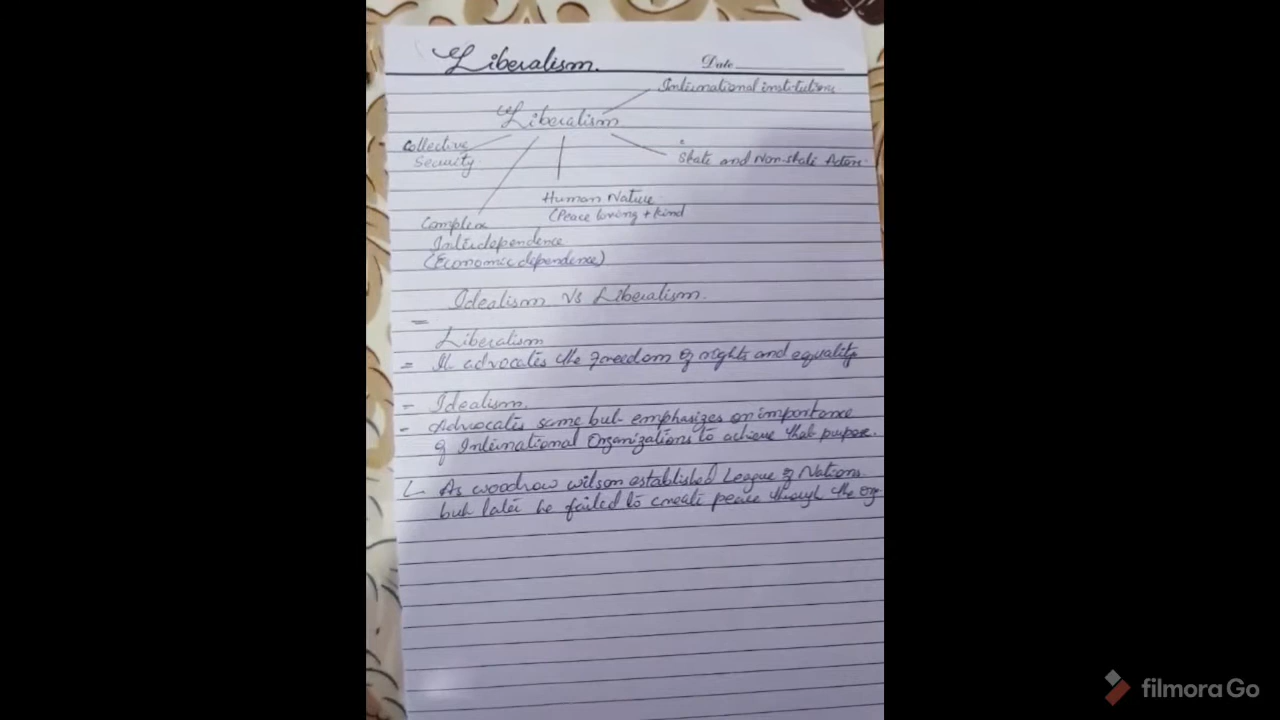 Liberalism.
Date
International institutions
Liberalism
Collective
Security
State and Non-state Actors.
Human Nature
(Peace loving + kind
Complex
Interdependence
(Economic dependence)
Idealism Vs Liberalism.
=
Liberalism
= It advocates the freedom of rights and equality
- Idealism.
- Advocates same but emphasizes on importance
of International Organizations to achieve that purpose.
As woodrow wilson established League of Nations
but later he failed to create peace through the org
filmora Go